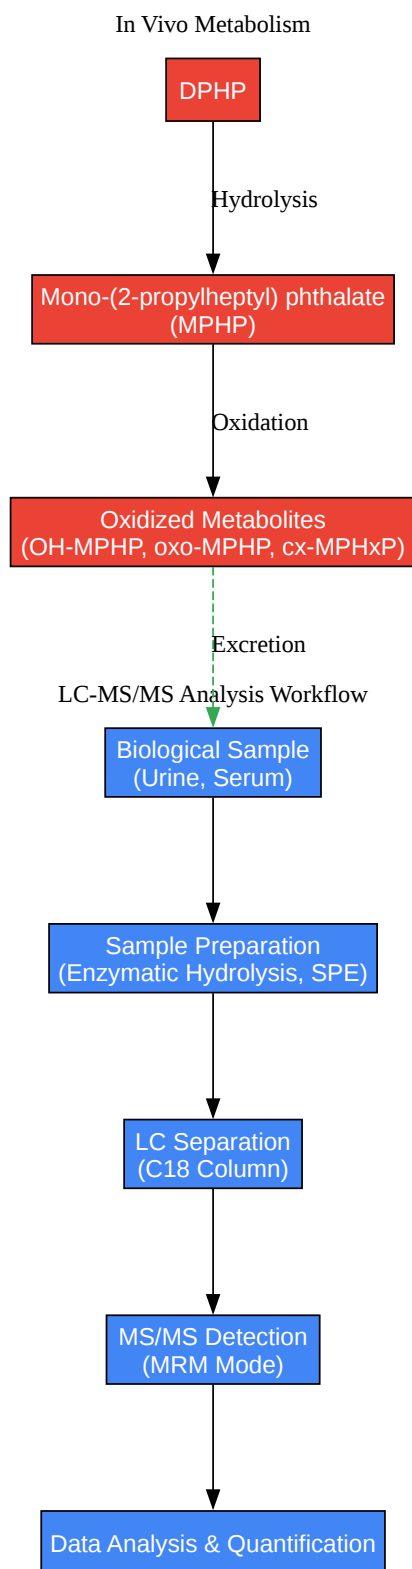 In Vivo Metabolism
DPHP
Hydrolysis
Mono-(2-propylheptyl) phthalate
(MPHP)
Oxidation
Oxidized Metabolites
(OH-MPHP, oxo-MPHP, cx-MPHxP)
Excretion
LC-MS/MS Analysis Workflow
Biological Sample
(Urine, Serum)
Sample Preparation
(Enzymatic Hydrolysis, SPE)
LC Separation
(C18 Column)
MS/MS Detection
(MRM Mode)
Data Analysis & Quantification